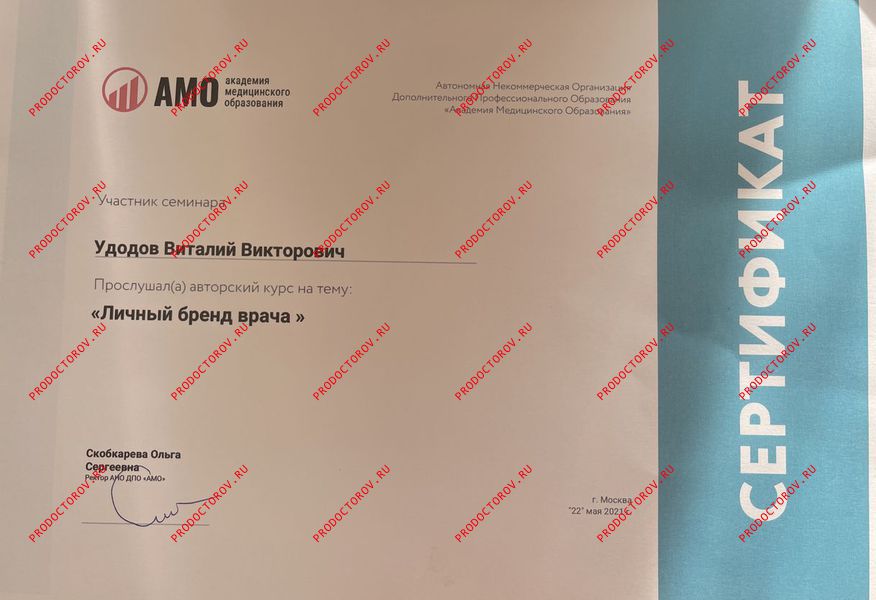 АМО
академия
медицинского
образования
Автономная Некоммерческая Организация
Дополнительного Профессионального Образования
«Академия Медицинского Образования»
Участник семинара
Удодов Виталий Викторович
Прослушал(а) авторский курс на тему:
«Личный бренд врача »
Скобкарева Ольга
Сергеевна
Ректор АНО ДПО «АМО»
г. Москва
"22" мая 2021г.
СЕРТИФИКАТ
PRODOCTOROV.RU